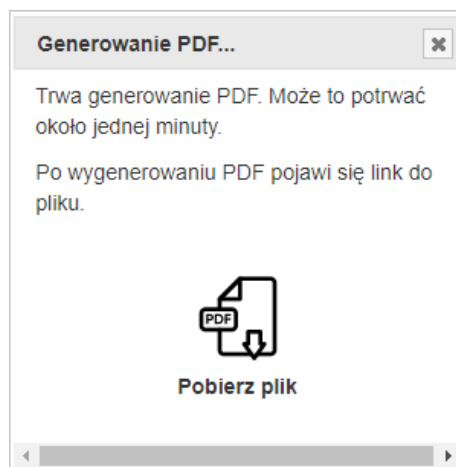 Generowanie PDF...
Trwa generowanie PDF. Może to potrwać
około jednej minuty.
Po wygenerowaniu PDF pojawi się link do
pliku.
PDF
Pobierz plik